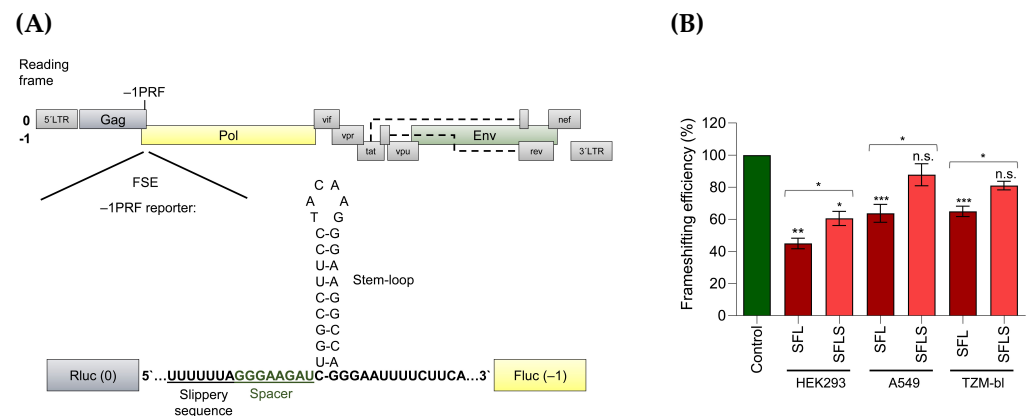 (A)
Reading
frame
–1PRF
0
-1
5´LTR
Gag
Pol
vif
vpr
tat
vpu
Env
rev
nef
3´LTR
FSE
–1PRF reporter:
C A
A A
T G
C-G
C-G
U-A
U-A
C-G
C-G
G-C
G-C
U-A
Stem-loop
Rluc (0)
5`...UUUUUUAGGGAAGAUC-GGGAAUUUUCUUCA...3`
Fluc (–1)
Slippery
sequence
Spacer
(B)
Frameshifting efficiency (%)
120
100
80
60
40
20
0
**
*
*
***
n.s.
*
***
n.s.
*
Control
SFL
SFLS
SFL
SFLS
SFL
SFLS
HEK293
A549
TZM-bl